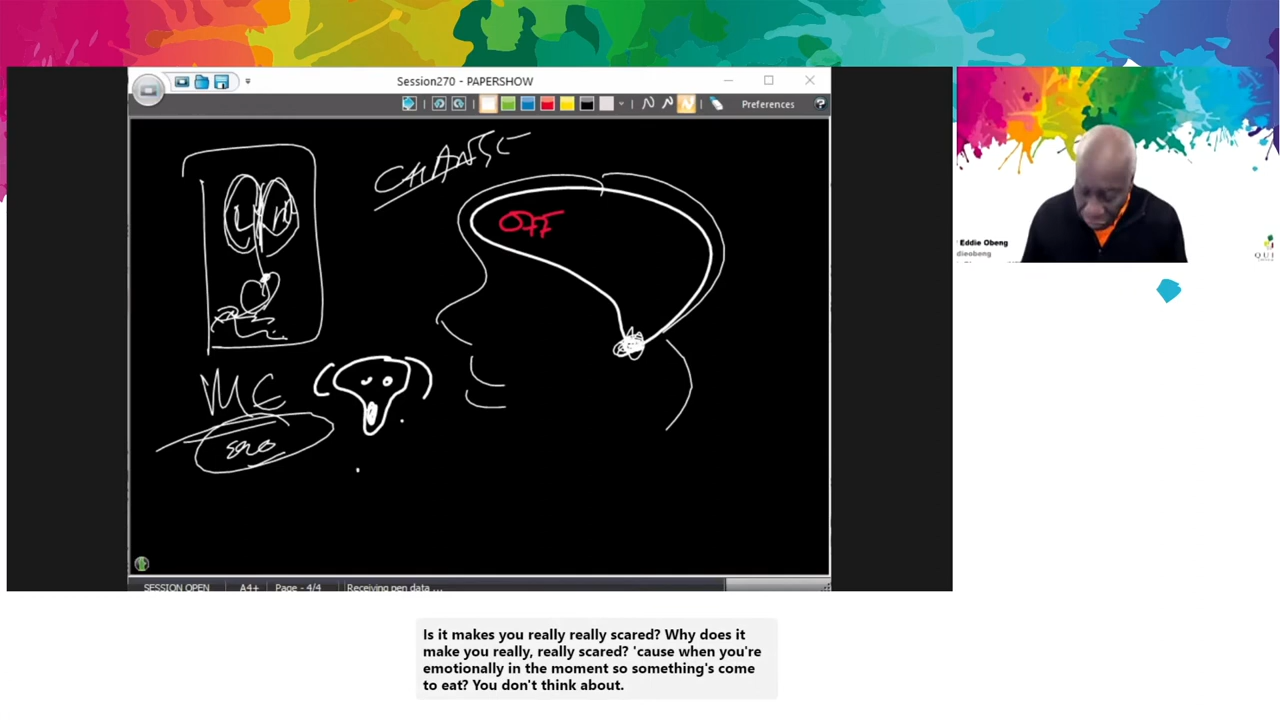 Session270 - PAPERSHOW
Preferences
CHANGE
OFF
ME
Eddie Obeng
dieobeng
QUI
SESSION OPEN
A4+
Page - 4/4
Receiving pen data ...
Is it makes you really really scared? Why does it
make you really, really scared? 'cause when you're
emotionally in the moment so something's come
to eat? You don't think about.